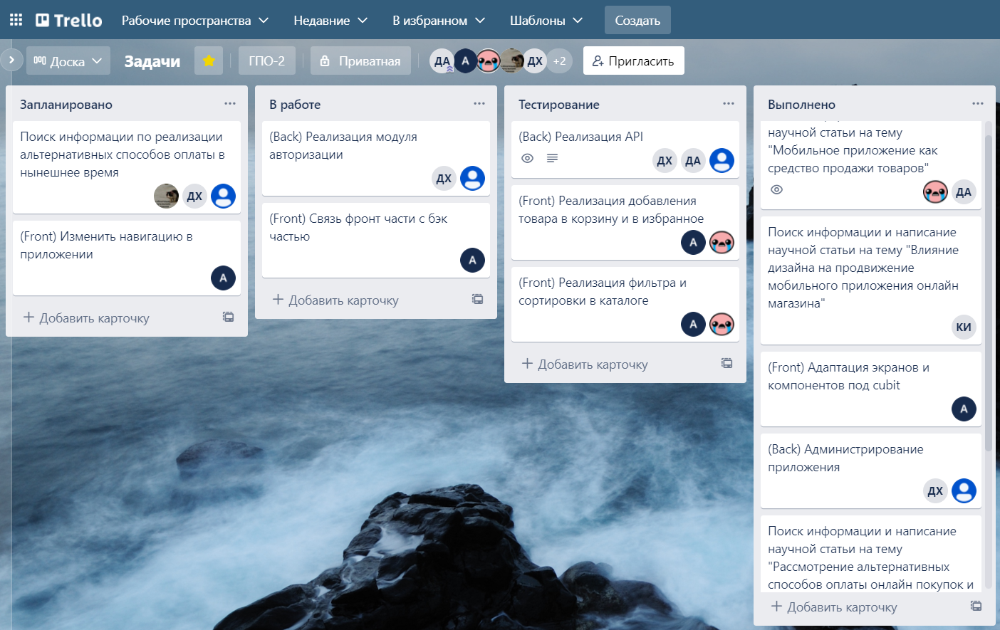 Trello
Рабочие пространства
Недавние
В избранном
Шаблоны
Создать
Доска
Задачи
ГПО-2
Приватная
ДА
А
ДХ
+2
Пригласить
Запланировано
Поиск информации по реализации
альтернативных способов оплаты в
нынешнее время
ДХ
(Front) Изменить навигацию в
приложении
А
Добавить карточку
В работе
(Back) Реализация модуля
авторизации
ДХ
(Front) Связь фронт части с бэк
частью
А
Добавить карточку
Тестирование
(Back) Реализация API
ДХ
ДА
(Front) Реализация добавления
товара в корзину и в избранное
А
(Front) Реализация фильтра и
сортировки в каталоге
А
Добавить карточку
Выполнено
научной статьи на тему
"Мобильное приложение как
средство продажи товаров"
ДА
Поиск информации и написание
научной статьи на тему "Влияние
дизайна на продвижение
мобильного приложения онлайн
магазина"
КИ
(Front) Адаптация экранов и
компонентов под cubit
А
(Back) Администрирование
приложения
ДХ
Поиск информации и написание
научной статьи на тему
"Рассмотрение альтернативных
способов оплаты онлайн покупок и
Добавить карточку